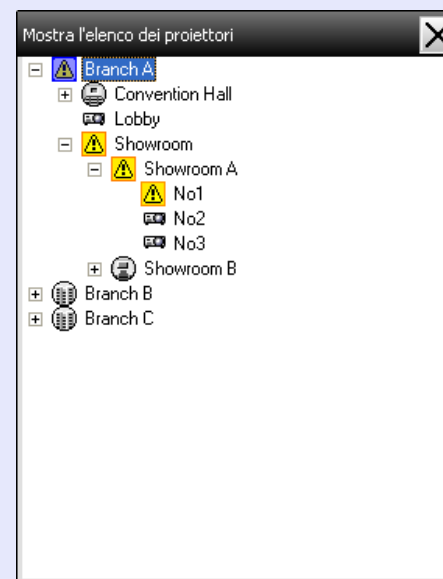 Mostra l'elenco dei proiettori
Branch A
Convention Hall
Lobby
Showroom
Showroom A
No1
No2
No3
Showroom B
Branch B
Branch C